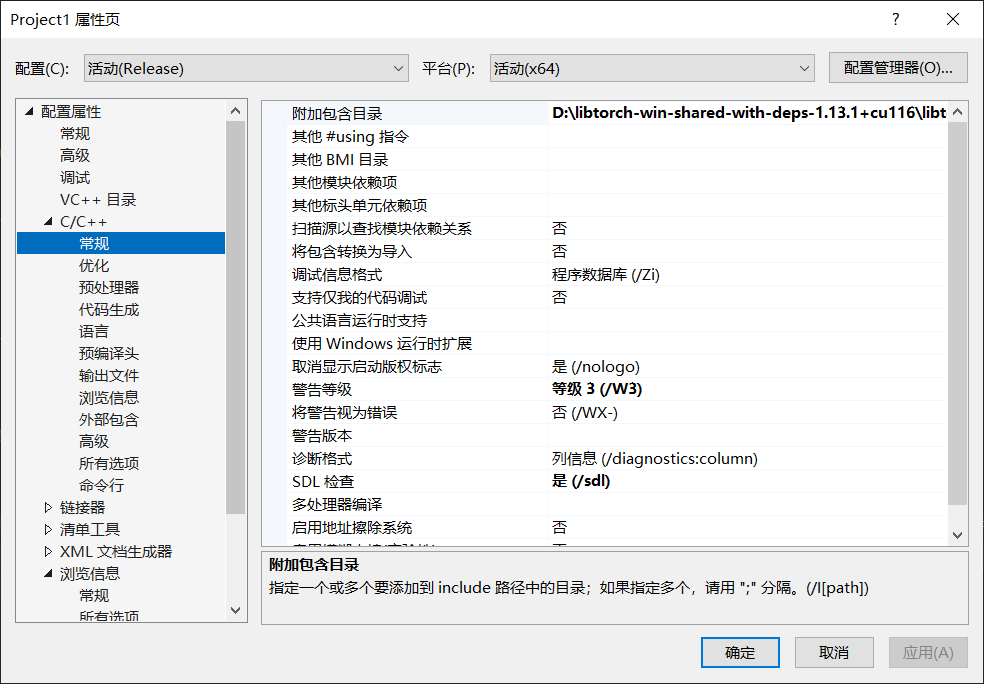 Project1 属性页
配置(C): 活动(Release) 平台(P): 活动(x64) 配置管理器(O)...
配置属性
常规
高级
调试
VC++ 目录
C/C++
常规
优化
预处理器
代码生成
语言
预编译头
输出文件
浏览信息
外部包含
高级
所有选项
命令行
链接器
清单工具
XML 文档生成器
浏览信息
常规
所有选项
附加包含目录 D:\libtorch-win-shared-with-deps-1.13.1+cu116\libt
其他 #using 指令
其他 BMI 目录
其他模块依赖项
其他标头单元依赖项
扫描源以查找模块依赖关系 否
将包含转换为导入 否
调试信息格式 程序数据库 (/Zi)
支持仅我的代码调试 否
公共语言运行时支持
使用 Windows 运行时扩展
取消显示启动版权标志 是 (/nologo)
警告等级 等级 3 (/W3)
将警告视为错误 否 (/WX-)
警告版本
诊断格式 列信息 (/diagnostics:column)
SDL 检查 是 (/sdl)
多处理器编译
启用地址擦除系统 否
附加包含目录
指定一个或多个要添加到 include 路径中的目录；如果指定多个，请用 ";" 分隔。(/I[path])
确定 取消 应用(A)